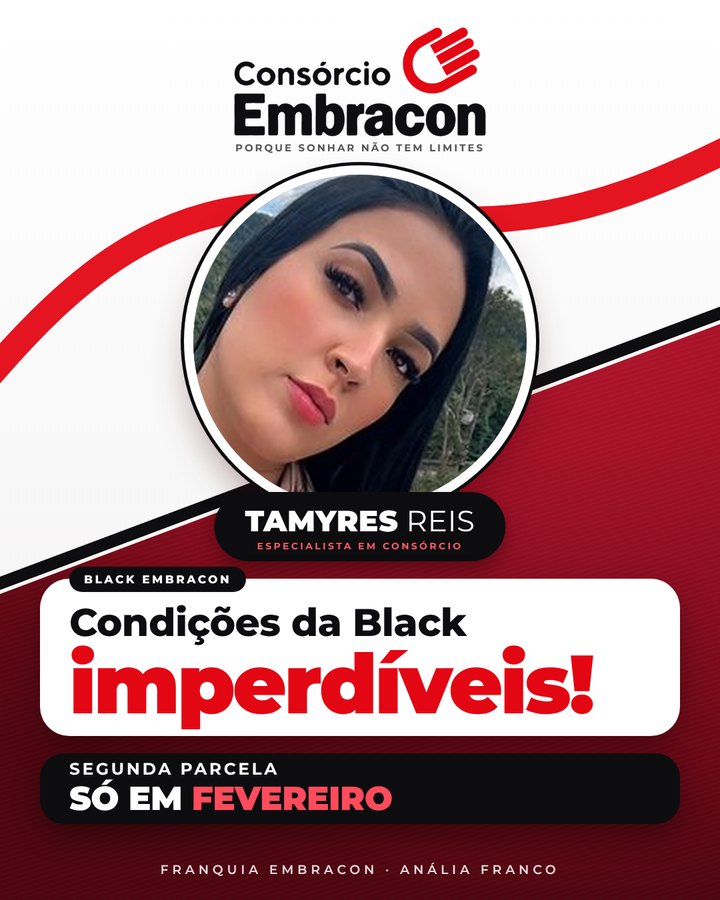 Consórcio
Embracon
PORQUE SONHAR NÃO TEM LIMITES
TAMYRES REIS
ESPECIALISTA EM CONSÓRCIO
BLACK EMBRACON
Condições da Black
imperdíveis!
SEGUNDA PARCELA
SÓ EM FEVEREIRO
FRANQUIA EMBRACON · ANÁLIA FRANCO